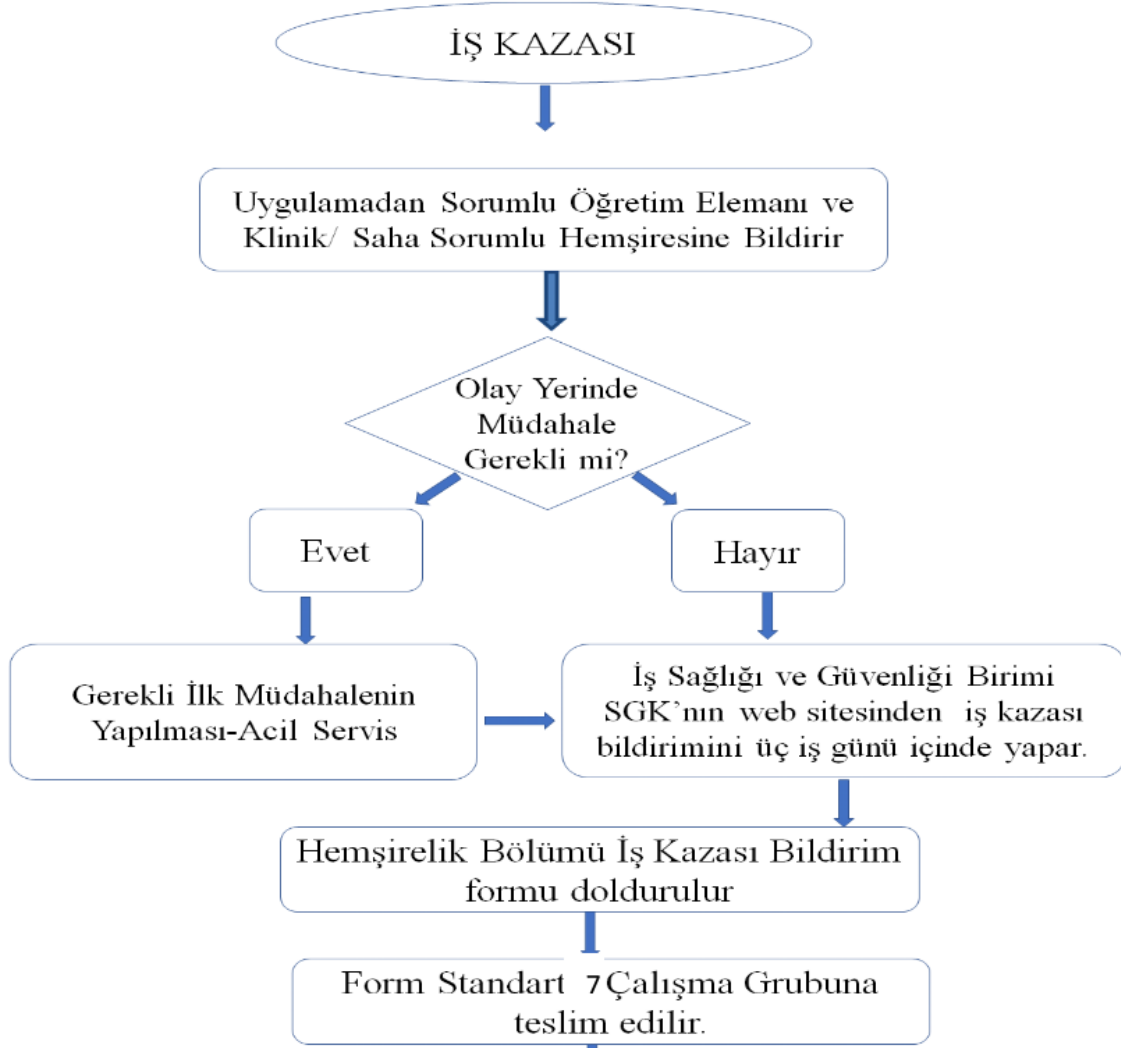 İŞ KAZASI
Uygulamadan Sorumlu Öğretim Elemanı ve
Klinik/ Saha Sorumlu Hemşiresine Bildirir
Olay Yerinde
Müdahale
Gerekli mi?
Evet
Hayır
Gerekli İlk Müdahalenin
Yapılması-Acil Servis
İş Sağlığı ve Güvenliği Birimi
SGK’nın web sitesinden iş kazası
bildirimini üç iş günü içinde yapar.
Hemşirelik Bölümü İş Kazası Bildirim
formu doldurulur
Form Standart 7 Çalışma Grubuna
teslim edilir.